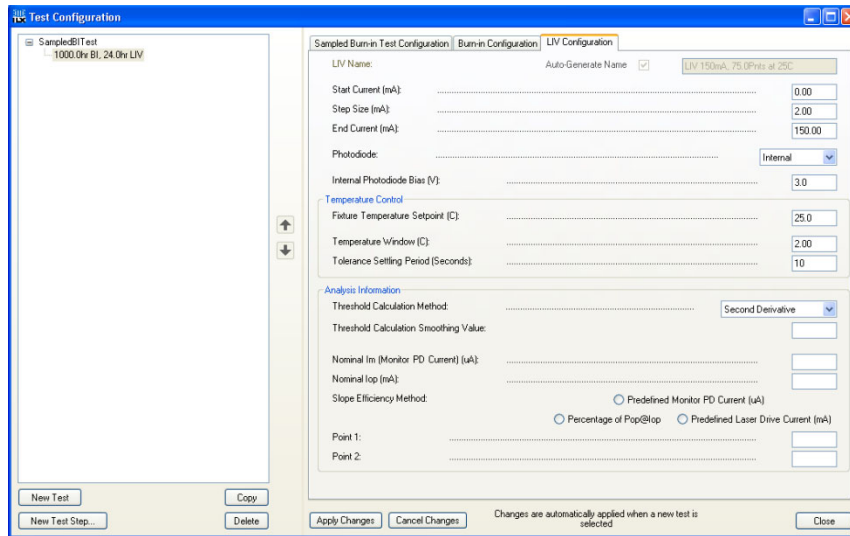 Test Configuration
SampledBITest
1000.0hr BI, 24.0hr LIV
Sampled Burn-in Test Configuration Burn-in Configuration LIV Configuration
LIV Name: Auto-Generate Name LIV 150mA, 75.0Pnts at 25C
Start Current (mA): 0.00
Step Size (mA): 2.00
End Current (mA): 150.00
Photodiode: Internal
Internal Photodiode Bias (V): 3.0
Temperature Control
Fixture Temperature Setpoint (C): 25.0
Temperature Window (C): 2.00
Tolerance Settling Period (Seconds): 10
Analysis Information
Threshold Calculation Method: Second Derivative
Threshold Calculation Smoothing Value:
Nominal Im (Monitor PD Current) (uA):
Nominal Iop (mA):
Slope Efficiency Method: Predefined Monitor PD Current (uA)
Percentage of Pop@Iop Predefined Laser Drive Current (mA)
Point 1:
Point 2:
New Test Copy
New Test Step... Delete
Apply Changes Cancel Changes Changes are automatically applied when a new test is
selected Close